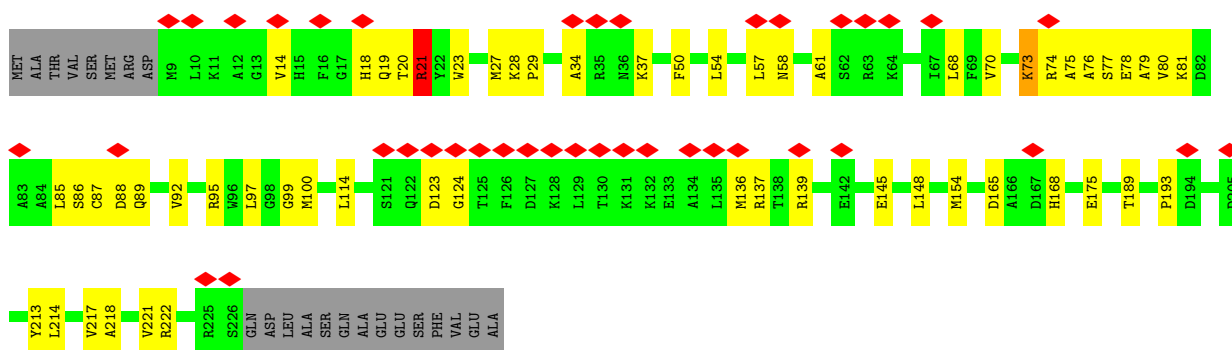 MET ALA THR VAL SER MET ARG ASP M9 L10 K11 A12 G13 V14 H15 F16 G17 H18 Q19 T20 R21 Y22 W23 M27 K28 P29 A34 R35 N36 K37 F50 L54 L57 N58 A61 S62 R63 K64 I67 L68 F69 V70 K73 R74 A75 A76 S77 E78 A79 V80 K81 D82
A83 A84 L85 S86 C87 D88 Q89 V92 R95 W96 L97 G98 G99 M100 L114 S121 Q122 D123 G124 T125 F126 D127 K128 L129 T130 K131 K132 E133 A134 L135 M136 R137 T138 R139 E142 E145 L148 M154 D165 A166 D167 H168 E175 T189 P193 D194
Y213 L214 V217 A218 V221 R222 R225 S226 GLN ASP LEU ALA SER GLN ALA GLU GLU SER PHE VAL GLU ALA